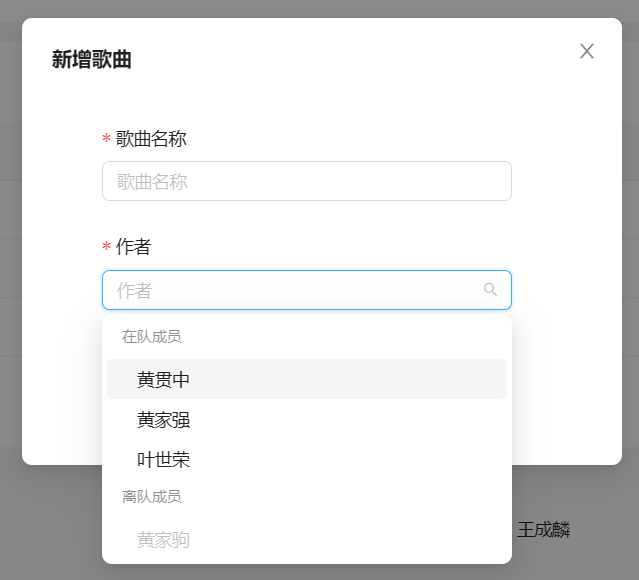 新增歌曲
* 歌曲名称
歌曲名称
* 作者
作者
在队成员
黄贯中
黄家强
叶世荣
离队成员
黄家驹
王成麟